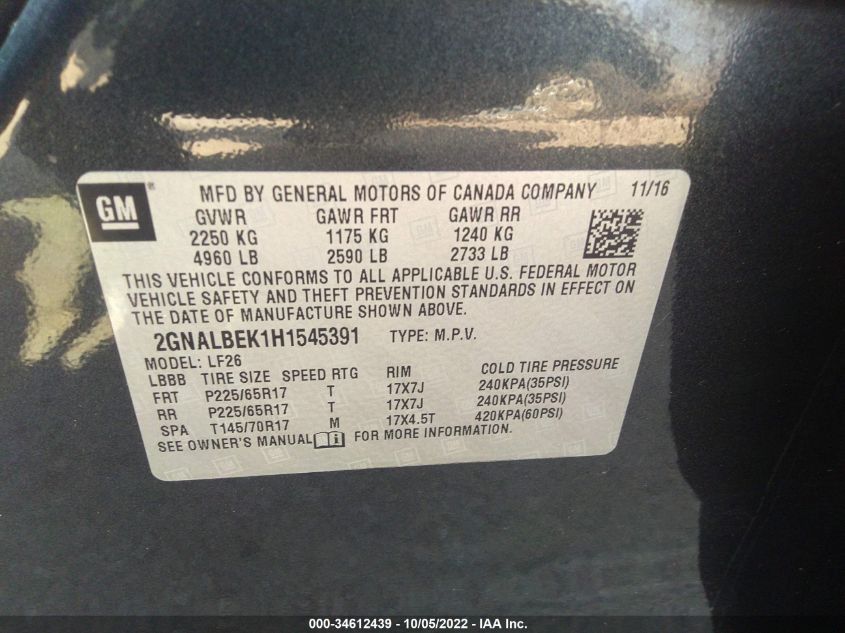 GM ® MFD BY GENERAL MOTORS OF CANADA COMPANY 11/16
GVWR GAWR FRT GAWR RR
2250 KG 1175 KG 1240 KG
4960 LB 2590 LB 2733 LB
THIS VEHICLE CONFORMS TO ALL APPLICABLE U.S. FEDERAL MOTOR
VEHICLE SAFETY AND THEFT PREVENTION STANDARDS IN EFFECT ON
THE DATE OF MANUFACTURE SHOWN ABOVE.
2GNALBEK1H1545391 TYPE: M.P.V.
MODEL: LF26
LBBB TIRE SIZE SPEED RTG RIM COLD TIRE PRESSURE
FRT P225/65R17 T 17X7J 240KPA(35PSI)
RR P225/65R17 T 17X7J 240KPA(35PSI)
SPA T145/70R17 M 17X4.5T 420KPA(60PSI)
SEE OWNER'S MANUAL FOR MORE INFORMATION.
000-34612439 - 10/05/2022 - IAA Inc.